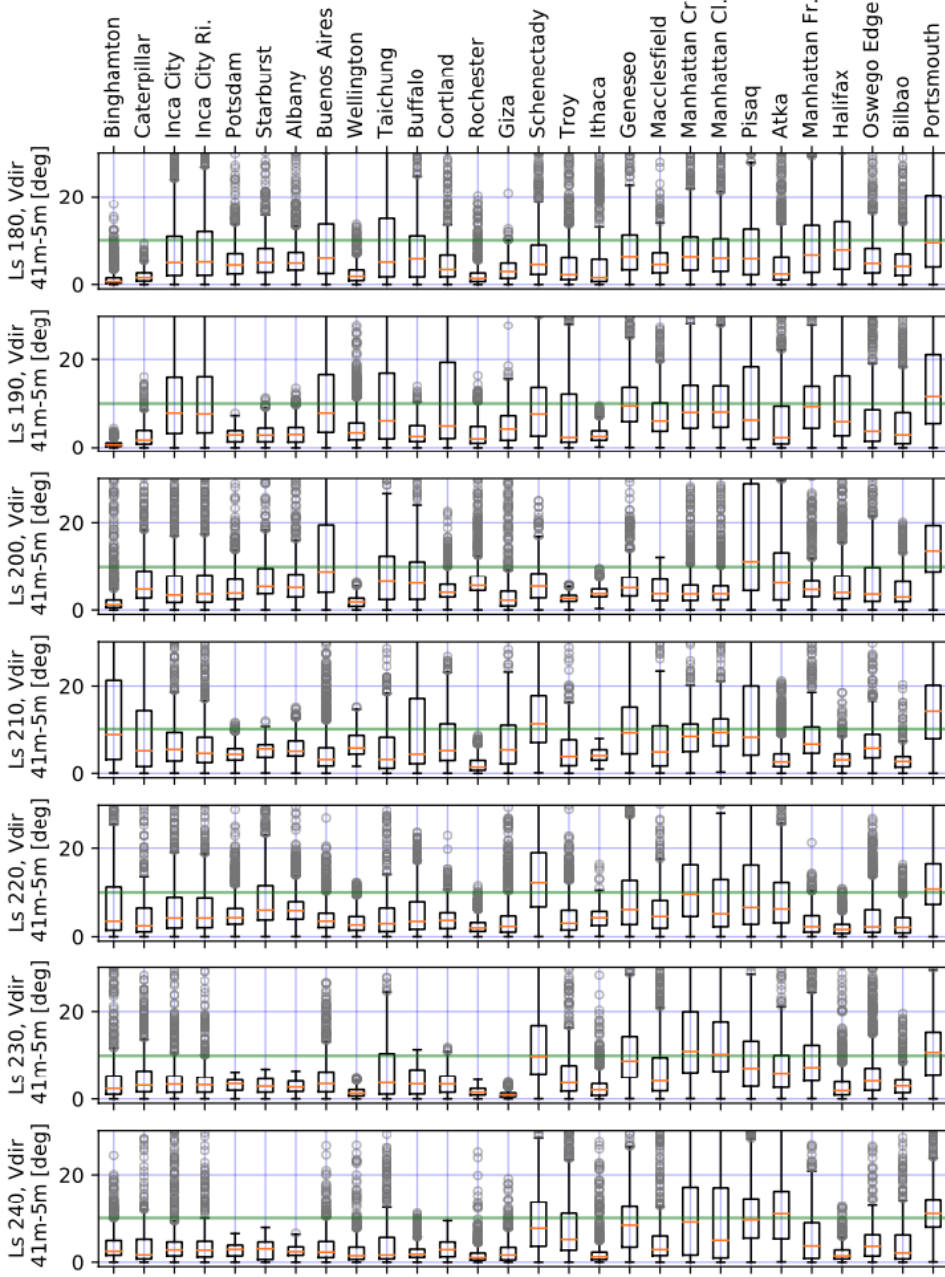 Binghamton
Caterpillar
Inca City
Inca City Ri.
Potsdam
Starburst
Albany
Buenos Aires
Wellington
Taichung
Buffalo
Cortland
Rochester
Giza
Schenectady
Troy
Ithaca
Geneseo
Macclesfield
Manhattan Cr
Manhattan Cl.
Pisaq
Atka
Manhattan Fr.
Halifax
Oswego Edge
Bilbao
Portsmouth
Ls 180, Vdir
41m-5m [deg]
20
0
Ls 190, Vdir
41m-5m [deg]
20
0
Ls 200, Vdir
41m-5m [deg]
20
0
Ls 210, Vdir
41m-5m [deg]
20
0
Ls 220, Vdir
41m-5m [deg]
20
0
Ls 230, Vdir
41m-5m [deg]
20
0
Ls 240, Vdir
41m-5m [deg]
20
0